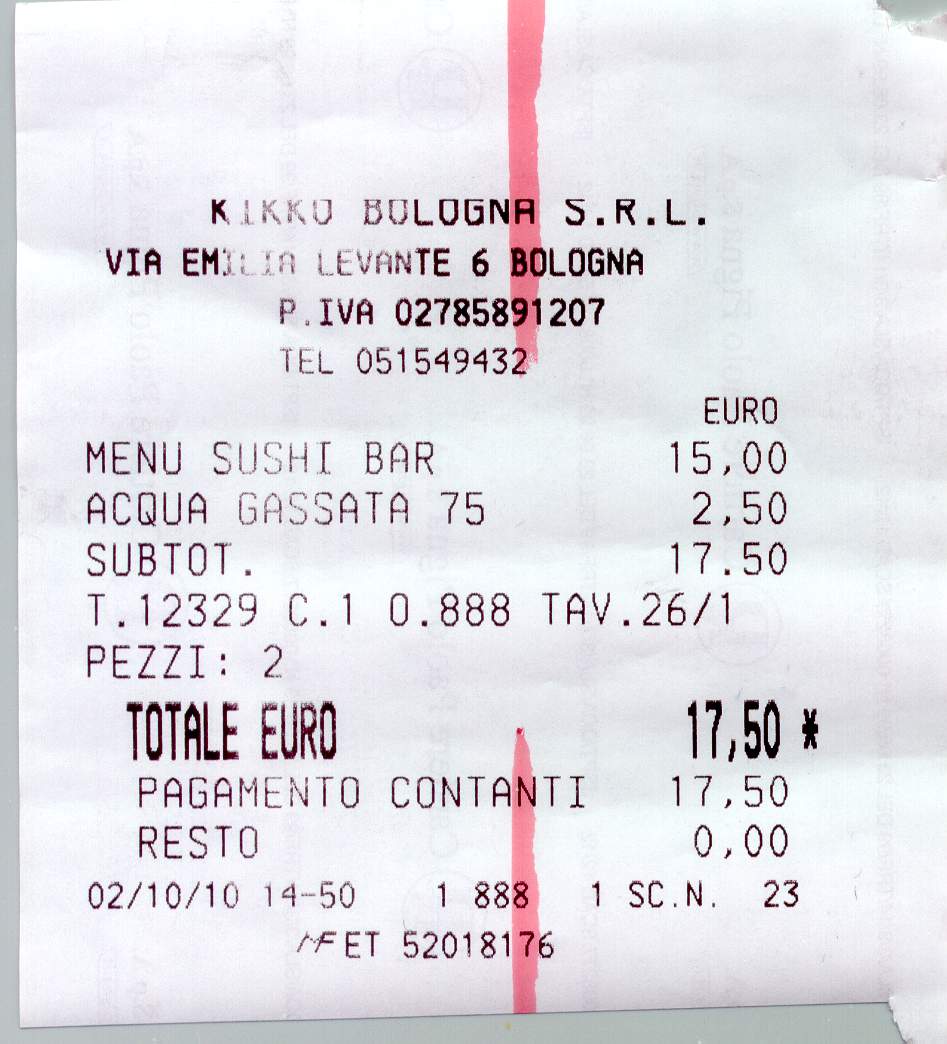 KIKKO BOLOGNA S.R.L.
VIA EMILIA LEVANTE 6 BOLOGNA
P.IVA 02785891207
TEL 051549432
EURO
MENU SUSHI BAR 15,00
ACQUA GASSATA 75 2,50
SUBTOT. 17.50
T.12329 C.1 O.888 TAV.26/1
PEZZI: 2
TOTALE EURO 17,50 *
PAGAMENTO CONTANTI 17,50
RESTO 0,00
02/10/10 14-50 1 888 1 SC.N. 23
MF ET 52018176